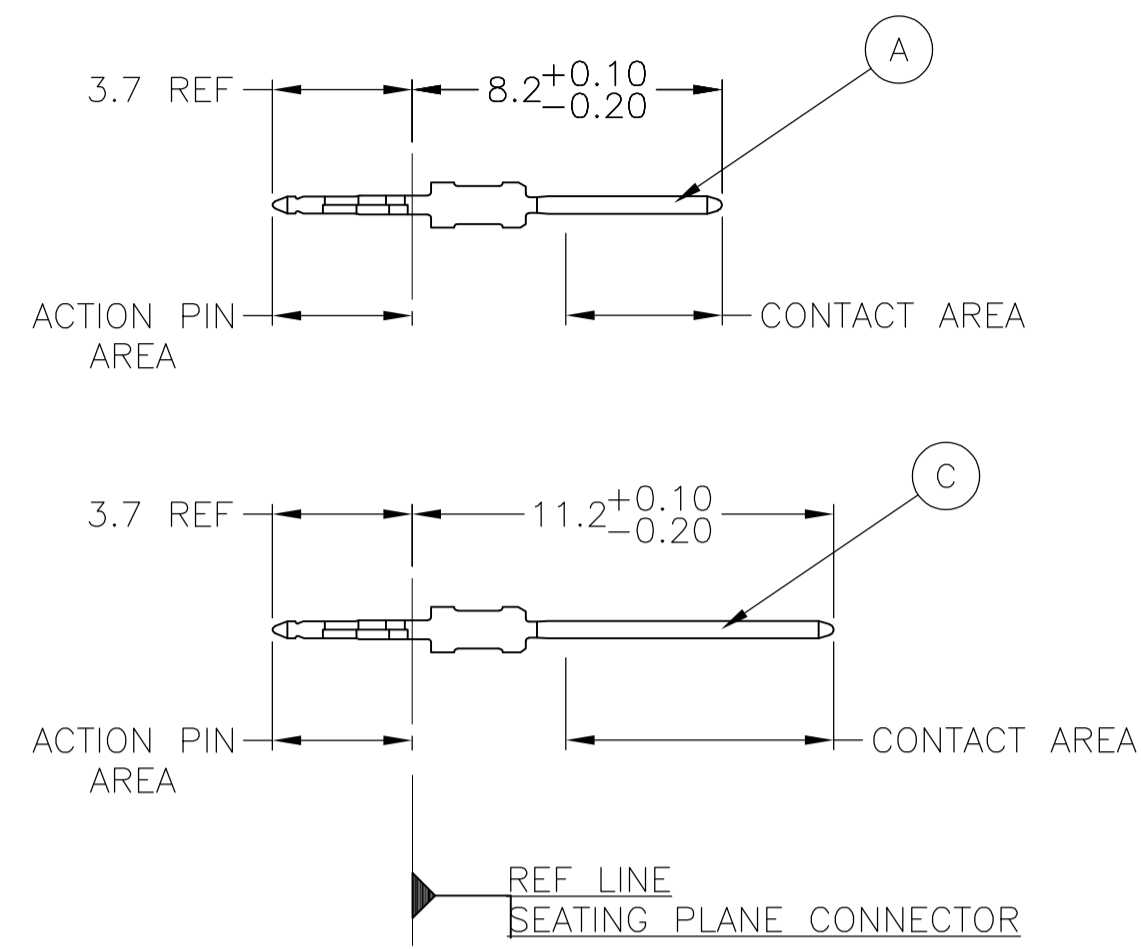 A
3.7 REF
8.2 +0.10
-0.20
ACTION PIN
AREA
CONTACT AREA
C
3.7 REF
11.2 +0.10
-0.20
ACTION PIN
AREA
CONTACT AREA
REF LINE
SEATING PLANE CONNECTOR